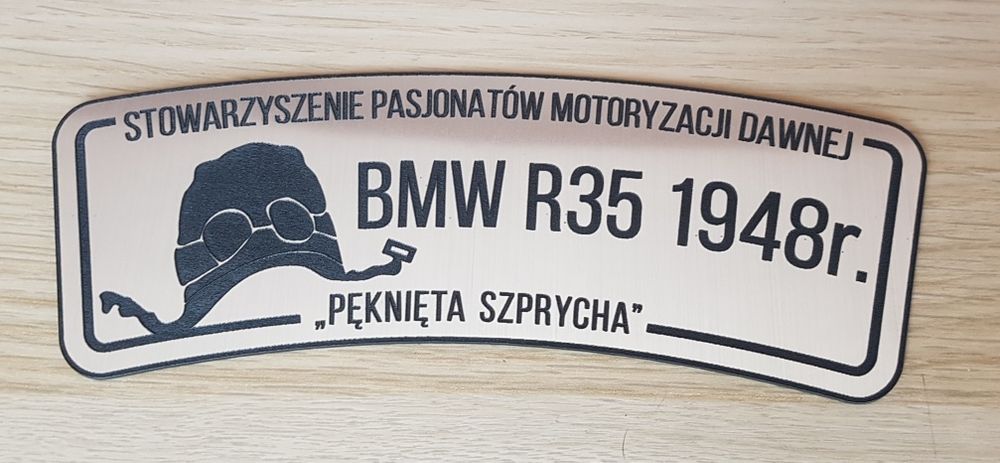 STOWARZYSZENIE PASJONATÓW MOTORYZACJI DAWNEJ
BMW R35 1948r.
„PĘKNIĘTA SZPRYCHA”